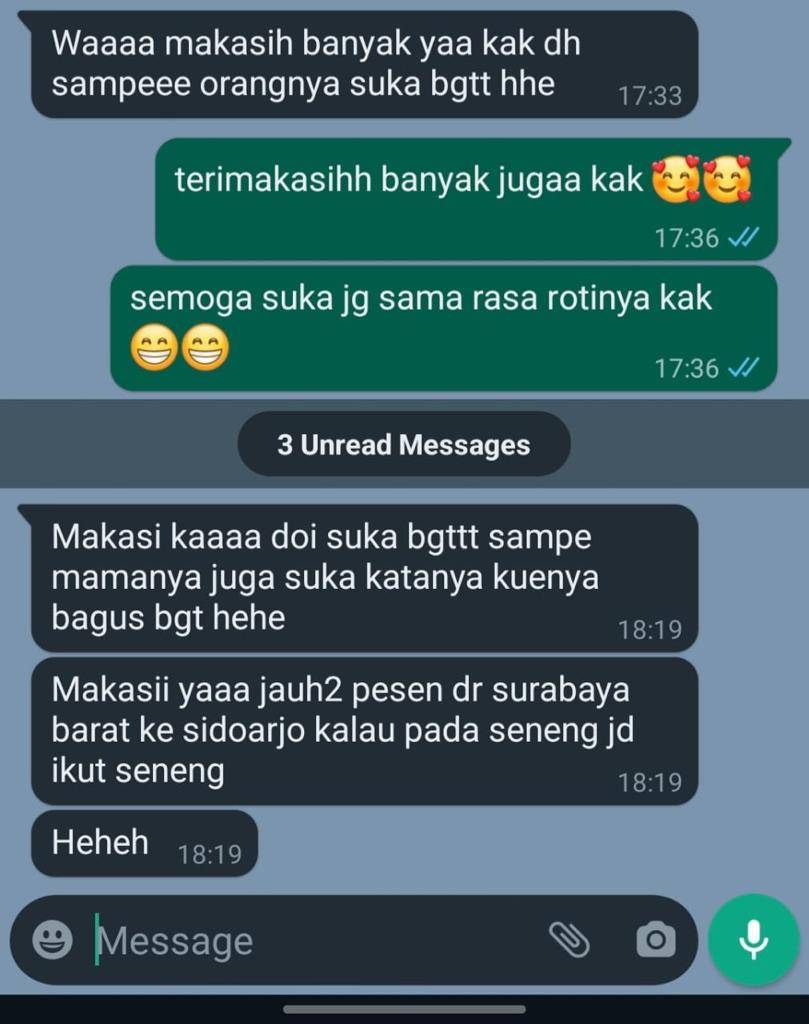 Waaaa makasih banyak yaa kak dh
sampeee orangnya suka bgtt hhe
17:33
terimakasihh banyak jugaa kak 🥰🥰
17:36
semoga suka jg sama rasa rotinya kak
😁😁
17:36
3 Unread Messages
Makasi kaaaa doi suka bgttt sampe
mamanya juga suka katanya kuenya
bagus bgt hehe
18:19
Makasii yaaa jauh2 pesen dr surabaya
barat ke sidoarjo kalau pada seneng jd
ikut seneng
18:19
Heheh 18:19
Message